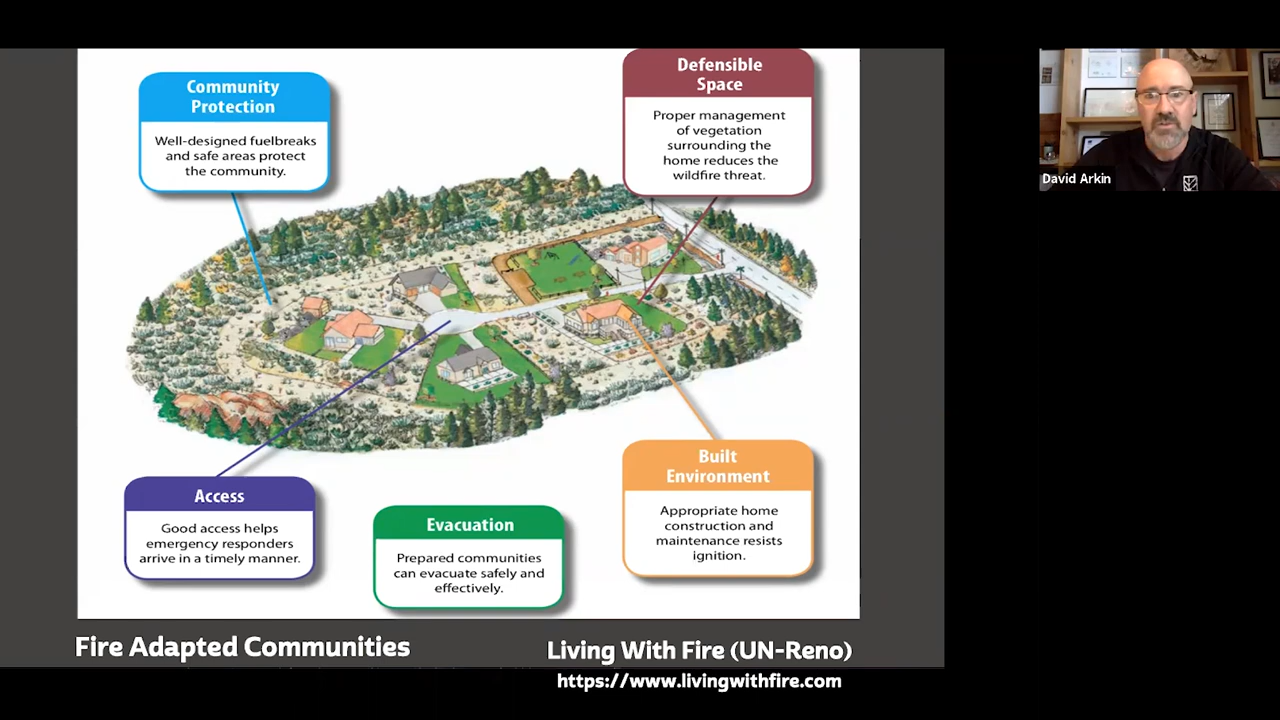 Community
Protection
Well-designed fuelbreaks
and safe areas protect
the community.
Defensible
Space
Proper management
of vegetation
surrounding the
home reduces the
wildfire threat.
David Arkin
Access
Good access helps
emergency responders
arrive in a timely manner.
Evacuation
Prepared communities
can evacuate safely and
effectively.
Built
Environment
Appropriate home
construction and
maintenance resists
ignition.
Fire Adapted Communities
Living With Fire (UN-Reno)
https://www.livingwithfire.com